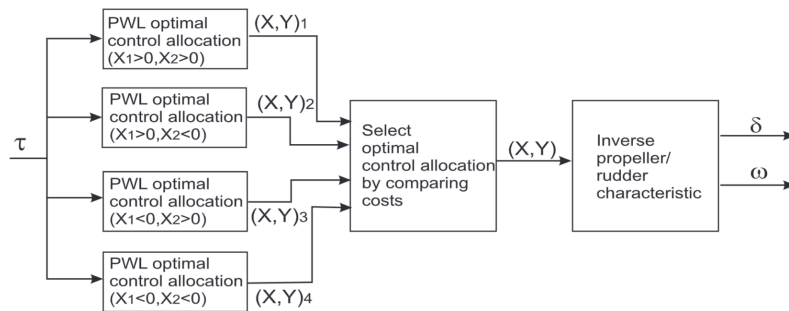 τ
PWL optimal
control allocation
(X1>0,X2>0)
(X,Y)1
PWL optimal
control allocation
(X1>0,X2<0)
(X,Y)2
PWL optimal
control allocation
(X1<0,X2>0)
(X,Y)3
PWL optimal
control allocation
(X1<0,X2<0)
(X,Y)4
Select
optimal
control allocation
by comparing
costs
(X,Y)
Inverse
propeller/
rudder
characteristic
δ
ω